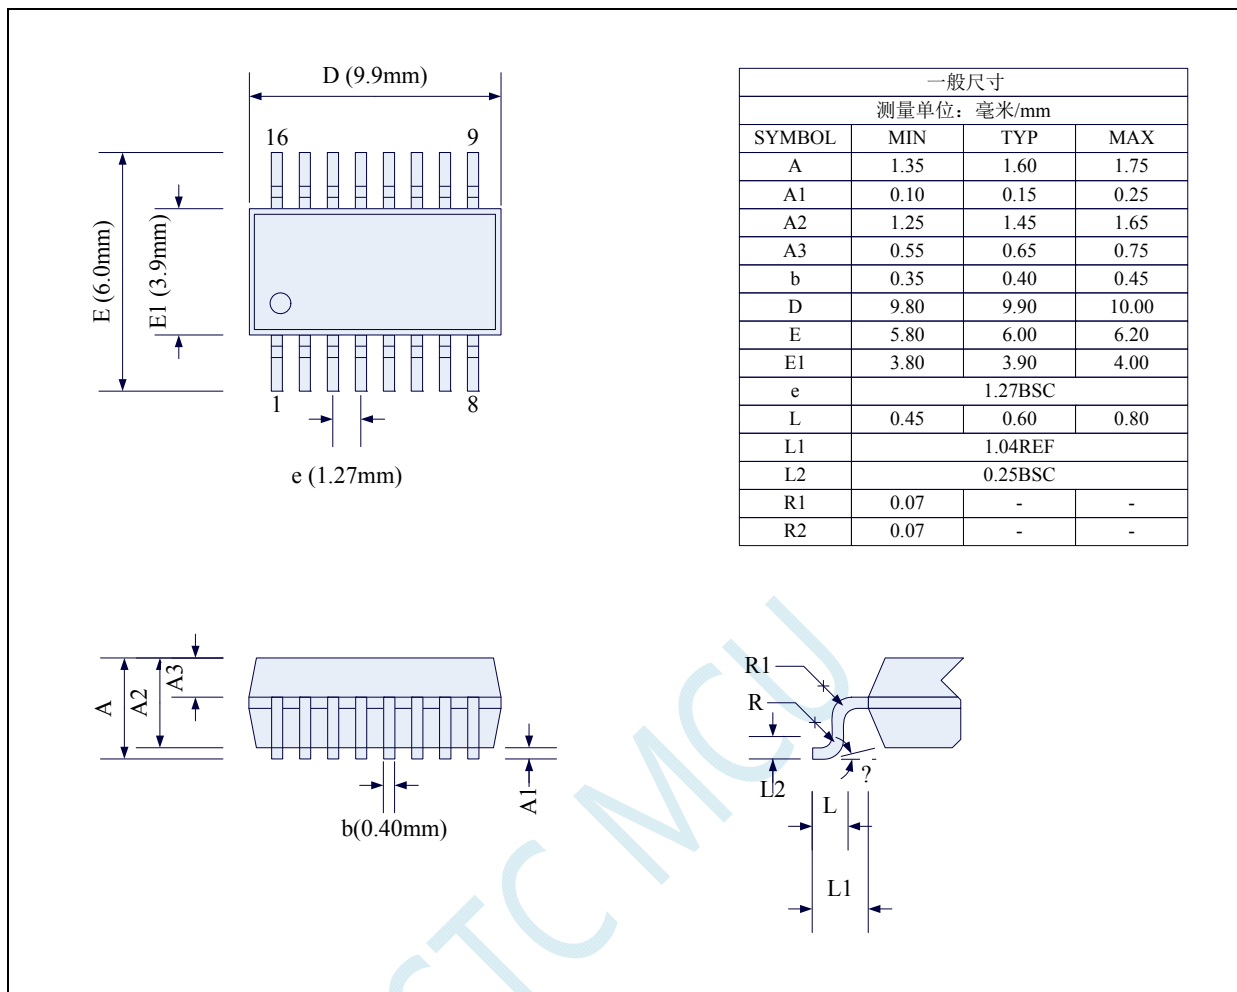 D (9.9mm)
16
9
E (6.0mm)
E1 (3.9mm)
1
8
e (1.27mm)
一般尺寸
测量单位：毫米/mm
SYMBOL MIN TYP MAX
A 1.35 1.60 1.75
A1 0.10 0.15 0.25
A2 1.25 1.45 1.65
A3 0.55 0.65 0.75
b 0.35 0.40 0.45
D 9.80 9.90 10.00
E 5.80 6.00 6.20
E1 3.80 3.90 4.00
e 1.27BSC
L 0.45 0.60 0.80
L1 1.04REF
L2 0.25BSC
R1 0.07 - -
R2 0.07 - -
A
A2
A3
A1
b(0.40mm)
R1
R
L2
L
?
L1
STC MCU